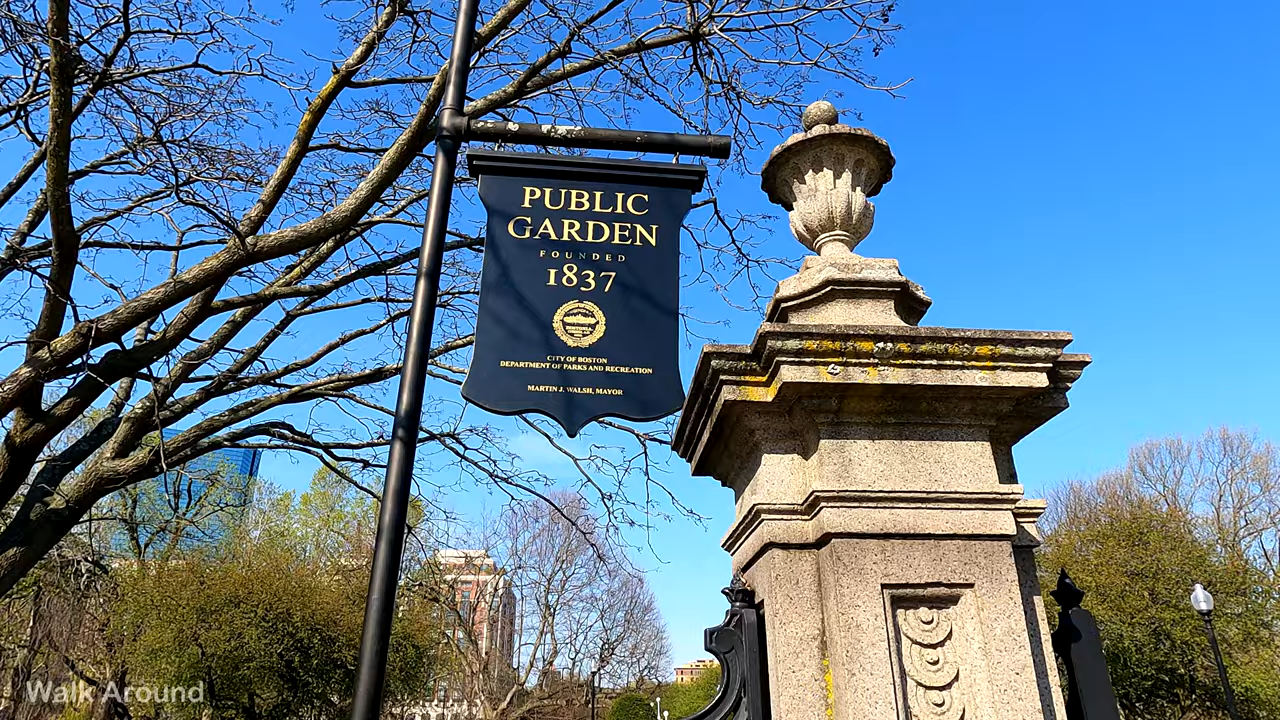 PUBLIC
GARDEN
FOUNDED
1837
CITY OF BOSTON
DEPARTMENT OF PARKS AND RECREATION
MARTIN J. WALSH, MAYOR
Walk Around